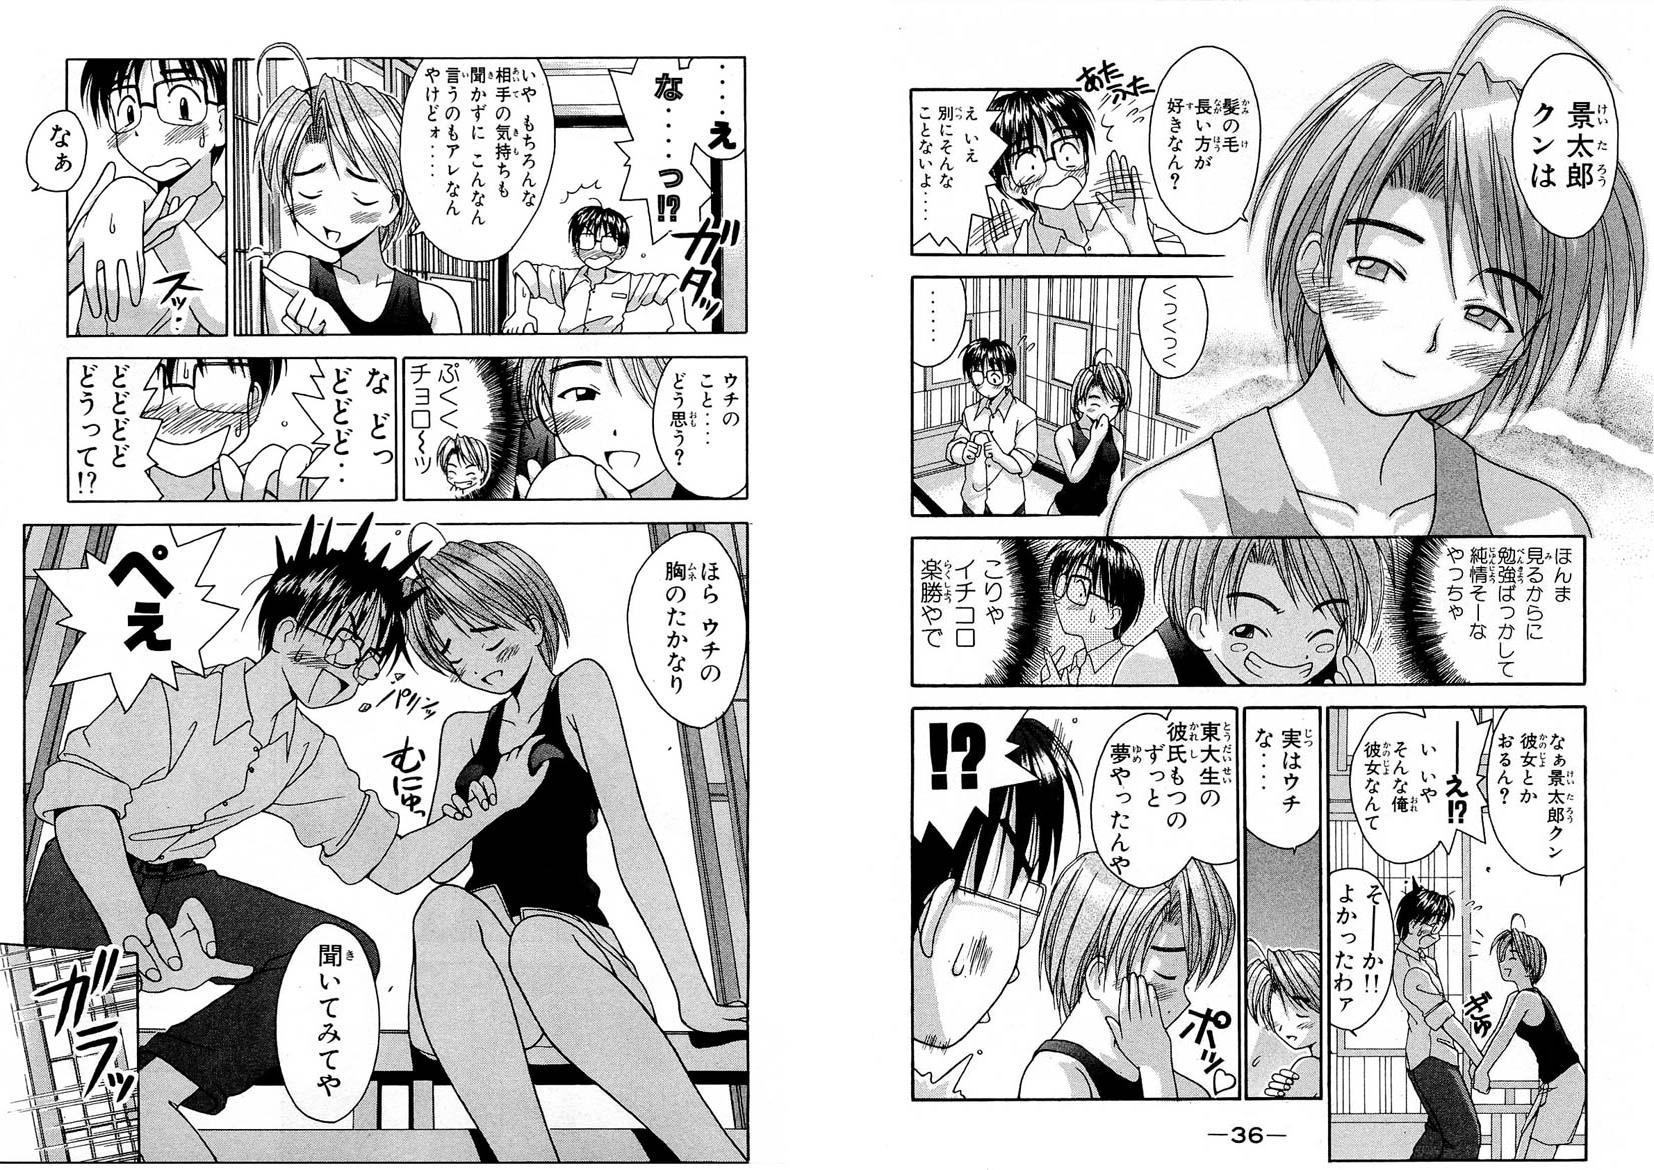 景太郎
クンは
髪の毛
長い方が
好きなん?
あた
ふた
え いえ
別にそんな
ことないよ‥‥
くっくっく
‥‥‥
ほんま
見るからに
勉強ばっかして
純情そーな
やっちゃ
こりゃ
イチコロ
楽勝やで
なぁ景太郎クン
彼女とか
おるん?
――え!?
い いや
そんな俺
彼女なんて
そーーか!!
よかったわァ
ぎゅ
実はウチ
な‥‥
東大生の
彼氏もつの
ずっと
夢やったんや
ポッ♡
!?
―36―
‥‥‥え
な‥‥っ!?
ガタッ
いや もちろんな
相手の気持ちも
聞かずに こんなん
言うのもアレなん
やけどォ‥‥
なぁ
スッ‥
ウチの
こと‥‥
どう思う?
ぷくく
チョロ〜ッ
な どっ
どどど‥
どどどど
どうって!?
ほら ウチの
胸のたかなり
ぺぇ
パリンッ
むにゅっ
聞いてみてや
ガラッ